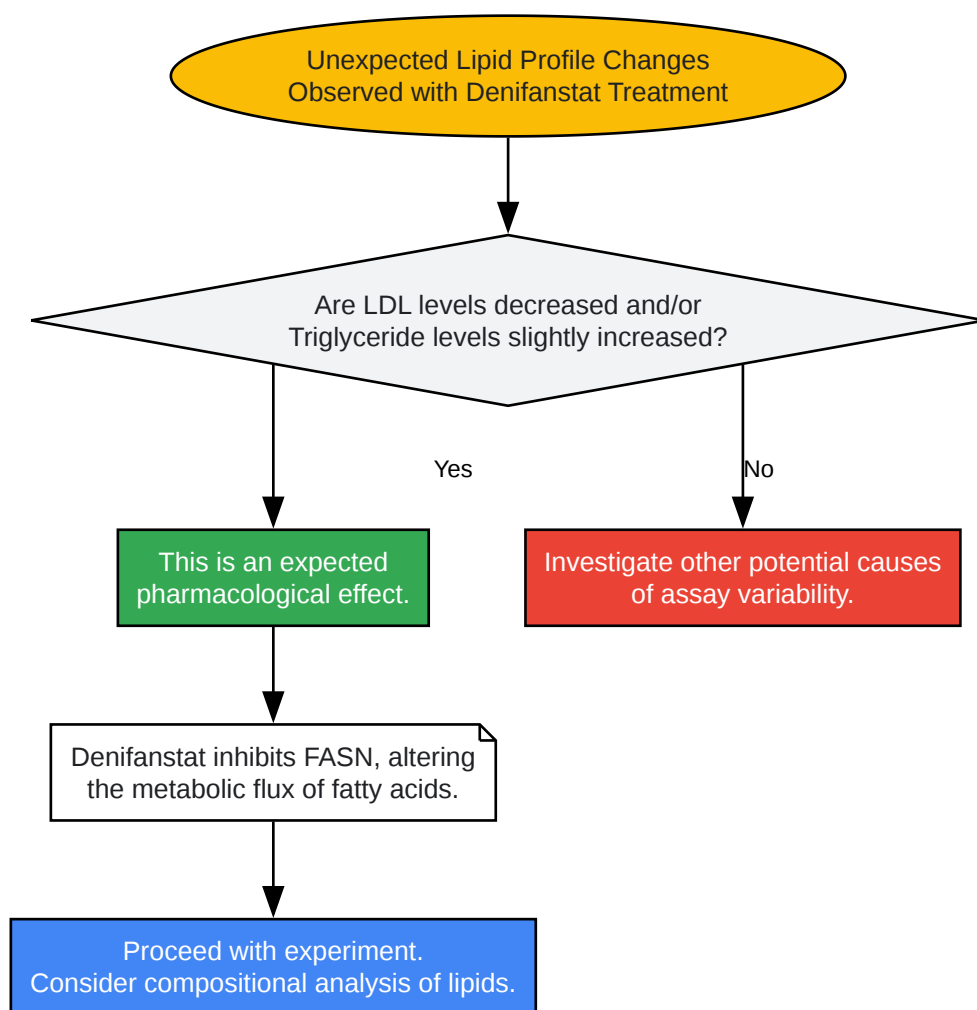 Unexpected Lipid Profile Changes
Observed with Denifanstat Treatment
Are LDL levels decreased and/or
Triglyceride levels slightly increased?
Yes
No
This is an expected
pharmacological effect.
Investigate other potential causes
of assay variability.
Denifanstat inhibits FASN, altering
the metabolic flux of fatty acids.
Proceed with experiment.
Consider compositional analysis of lipids.